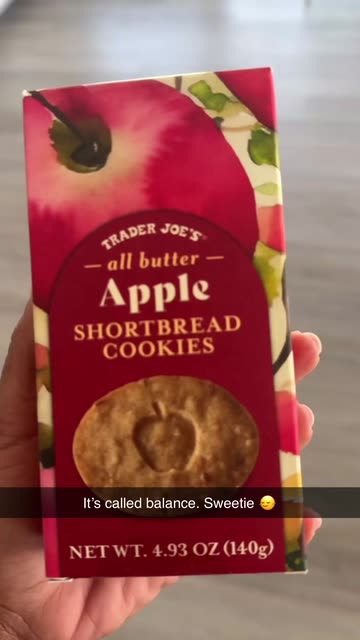 TRADER JOE'S
all butter
Apple
SHORTBREAD
COOKIES
It's called balance. Sweetie 😏
NET WT. 4.93 OZ (140g)